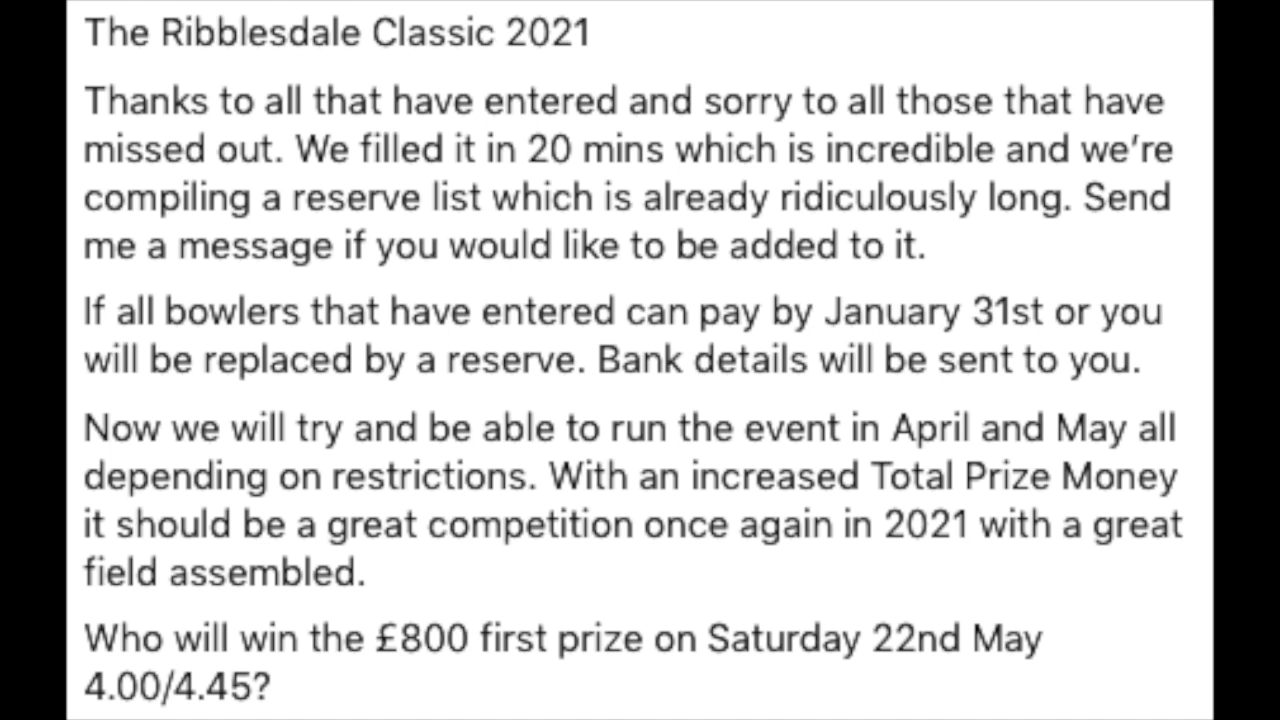 The Ribblesdale Classic 2021
Thanks to all that have entered and sorry to all those that have
missed out. We filled it in 20 mins which is incredible and we’re
compiling a reserve list which is already ridiculously long. Send
me a message if you would like to be added to it.
If all bowlers that have entered can pay by January 31st or you
will be replaced by a reserve. Bank details will be sent to you.
Now we will try and be able to run the event in April and May all
depending on restrictions. With an increased Total Prize Money
it should be a great competition once again in 2021 with a great
field assembled.
Who will win the £800 first prize on Saturday 22nd May
4.00/4.45?